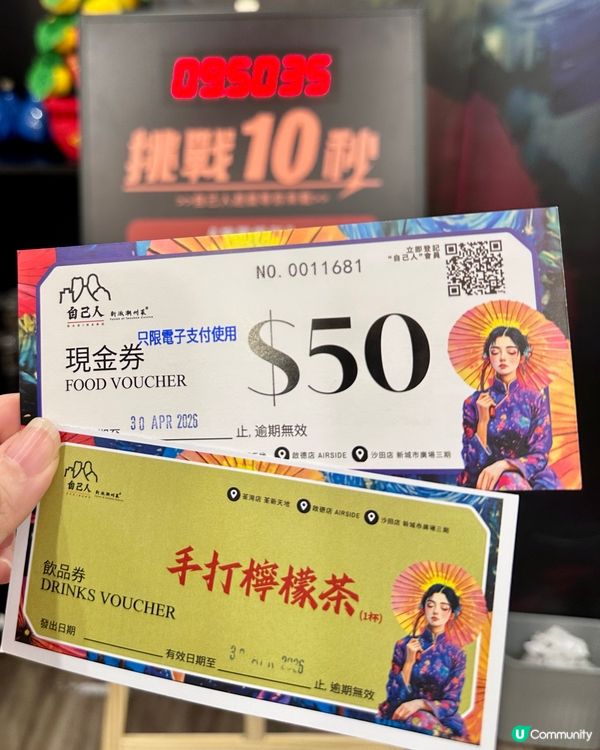 095035
挑戰10秒
自己人
新派潮州菜
NO. 0011681
立即登記
"自己人"會員
只限電子支付使用
現金券
FOOD VOUCHER
$50
30 APR 2026
止, 逾期無效
啟德店 AIRSIDE
沙田店 新城市廣場三期
自己人
新派潮州菜
荃灣店 荃新天地
啟德店 AIRSIDE
沙田店 新城市廣場三期
飲品券
DRINKS VOUCHER
手打檸檬茶
(1杯)
發出日期
有效日期至
2026
止, 逾期無效
U Community